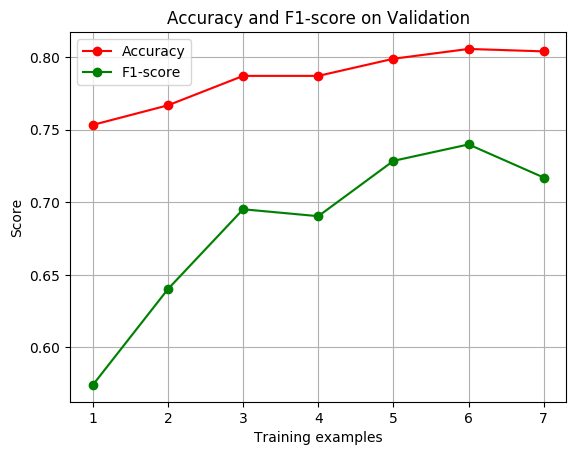 Accuracy and F1-score on Validation
Accuracy
F1-score
0.80
0.75
0.70
0.65
0.60
Score
1 2 3 4 5 6 7
Training examples